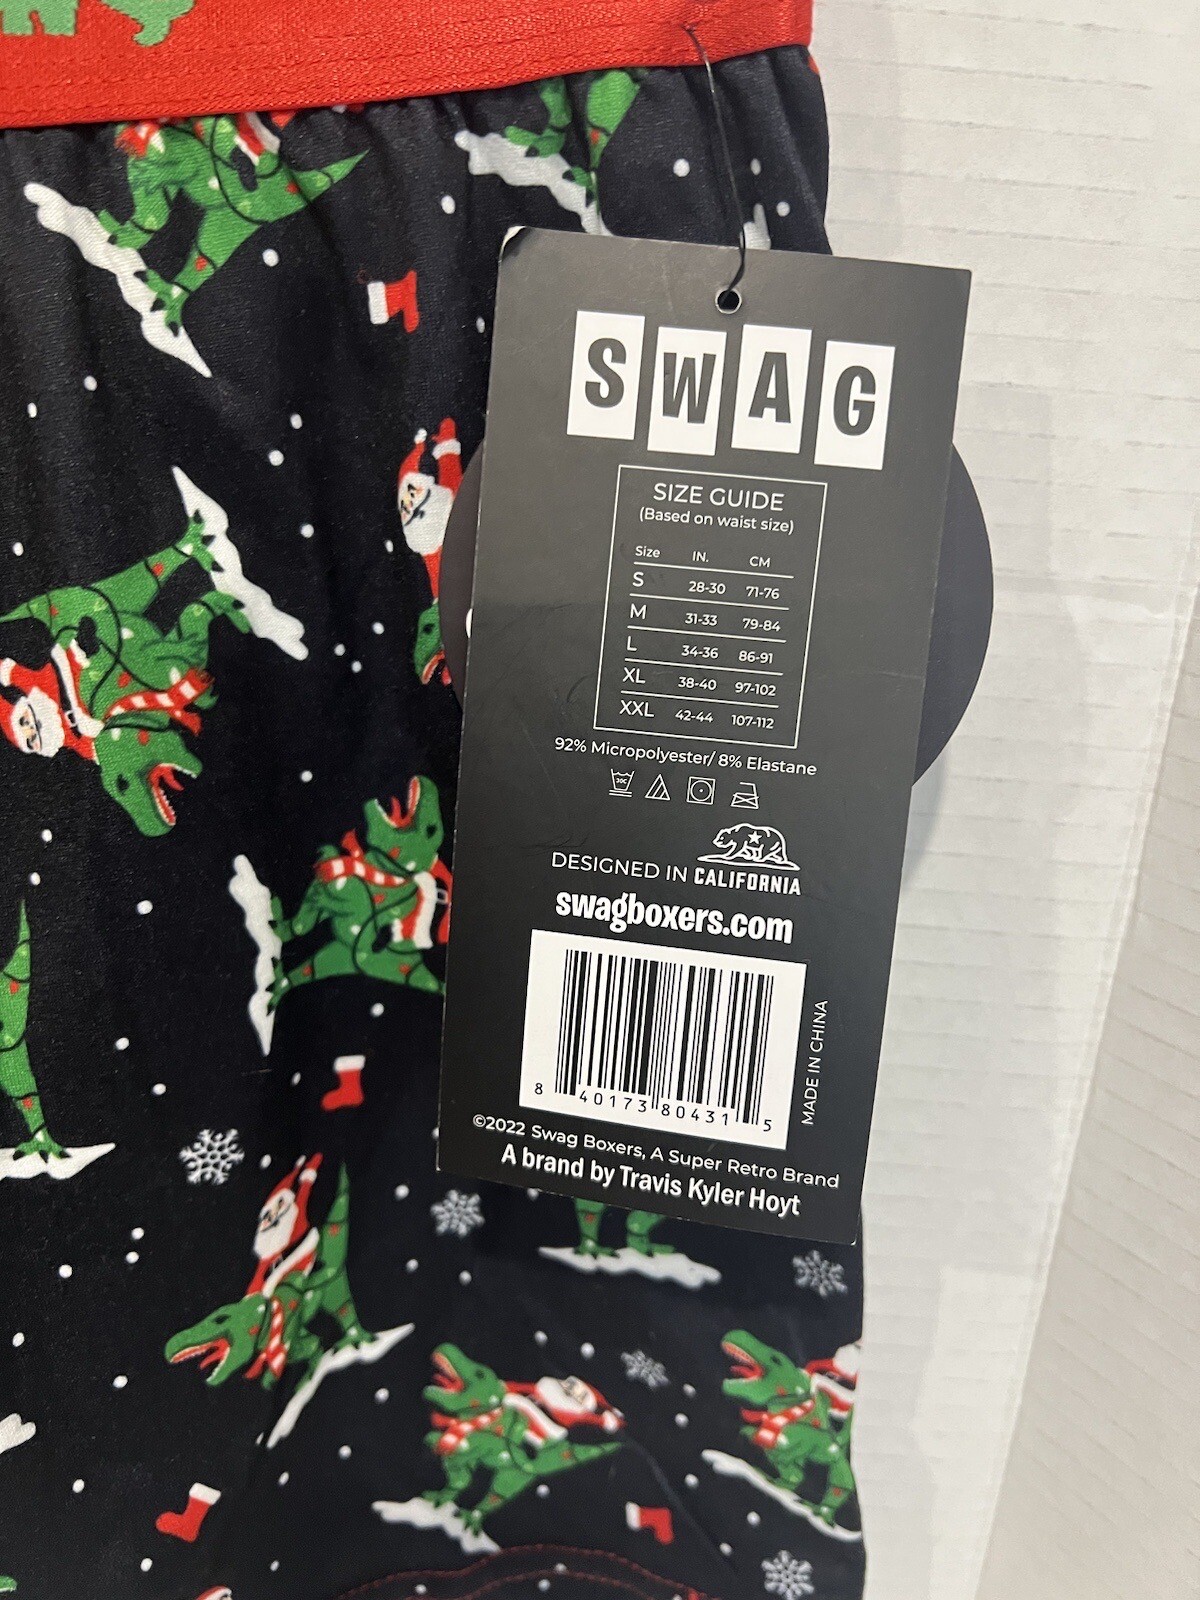 SWAG
SIZE GUIDE
(Based on waist size)
Size IN. CM
S 28-30 71-76
M 31-33 79-84
L 34-36 86-91
XL 38-40 97-102
XXL 42-44 107-112
92% Micropolyester/ 8% Elastane
30C
DESIGNED IN CALIFORNIA
swagboxers.com
8 40173 80431 5
MADE IN CHINA
©2022 Swag Boxers, A Super Retro Brand
A brand by Travis Kyler Hoyt